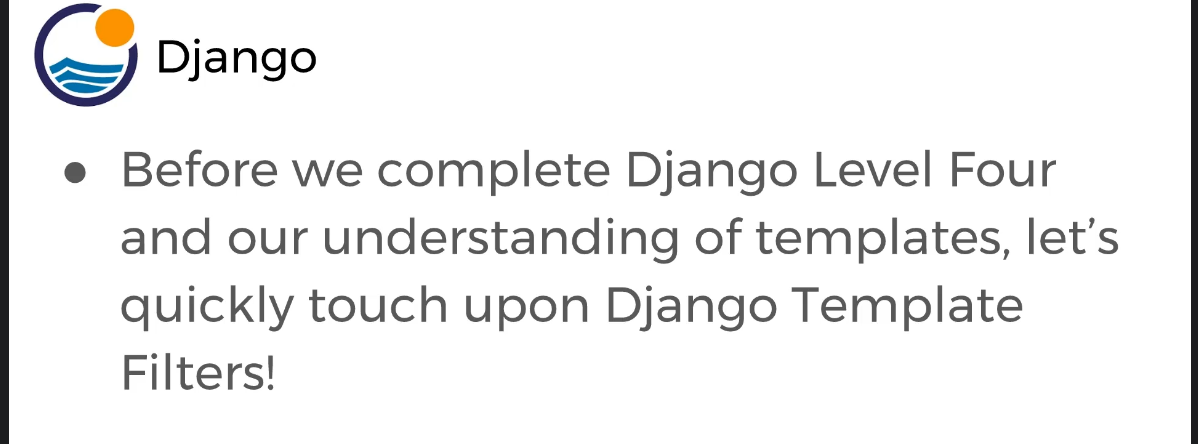 Django
● Before we complete Django Level Four
and our understanding of templates, let’s
quickly touch upon Django Template
Filters!